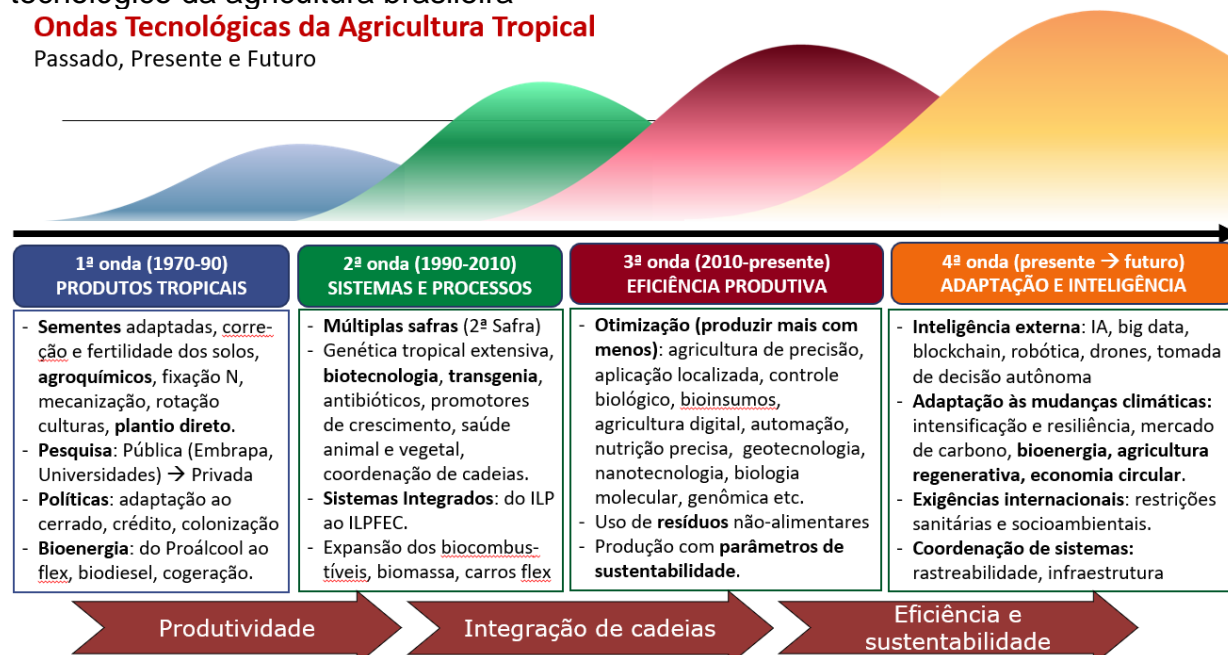 tecnológico da agricultura brasileira
Ondas Tecnológicas da Agricultura Tropical
Passado, Presente e Futuro
1ª onda (1970-90)
PRODUTOS TROPICAIS
- Sementes adaptadas, corre-
ção e fertilidade dos solos,
agroquímicos, fixação N,
mecanização, rotação
culturas, plantio direto.
- Pesquisa: Pública (Embrapa,
Universidades) → Privada
- Políticas: adaptação ao
cerrado, crédito, colonização
- Bioenergia: do Proálcool ao
flex, biodiesel, cogeração.
2ª onda (1990-2010)
SISTEMAS E PROCESSOS
- Múltiplas safras (2ª Safra)
- Genética tropical extensiva,
biotecnologia, transgenia,
antibióticos, promotores
de crescimento, saúde
animal e vegetal,
coordenação de cadeias.
- Sistemas Integrados: do ILP
ao ILPFEC.
- Expansão dos biocombus-
tíveis, biomassa, carros flex
3ª onda (2010-presente)
EFICIÊNCIA PRODUTIVA
- Otimização (produzir mais com
menos): agricultura de precisão,
aplicação localizada, controle
biológico, bioinsumos,
agricultura digital, automação,
nutrição precisa, geotecnologia,
nanotecnologia, biologia
molecular, genômica etc.
- Uso de resíduos não-alimentares
- Produção com parâmetros de
sustentabilidade.
4ª onda (presente → futuro)
ADAPTAÇÃO E INTELIGÊNCIA
- Inteligência externa: IA, big data,
blockchain, robótica, drones, tomada
de decisão autônoma
- Adaptação às mudanças climáticas:
intensificação e resiliência, mercado
de carbono, bioenergia, agricultura
regenerativa, economia circular.
- Exigências internacionais: restrições
sanitárias e socioambientais.
- Coordenação de sistemas:
rastreabilidade, infraestrutura
Produtividade
Integração de cadeias
Eficiência e
sustentabilidade